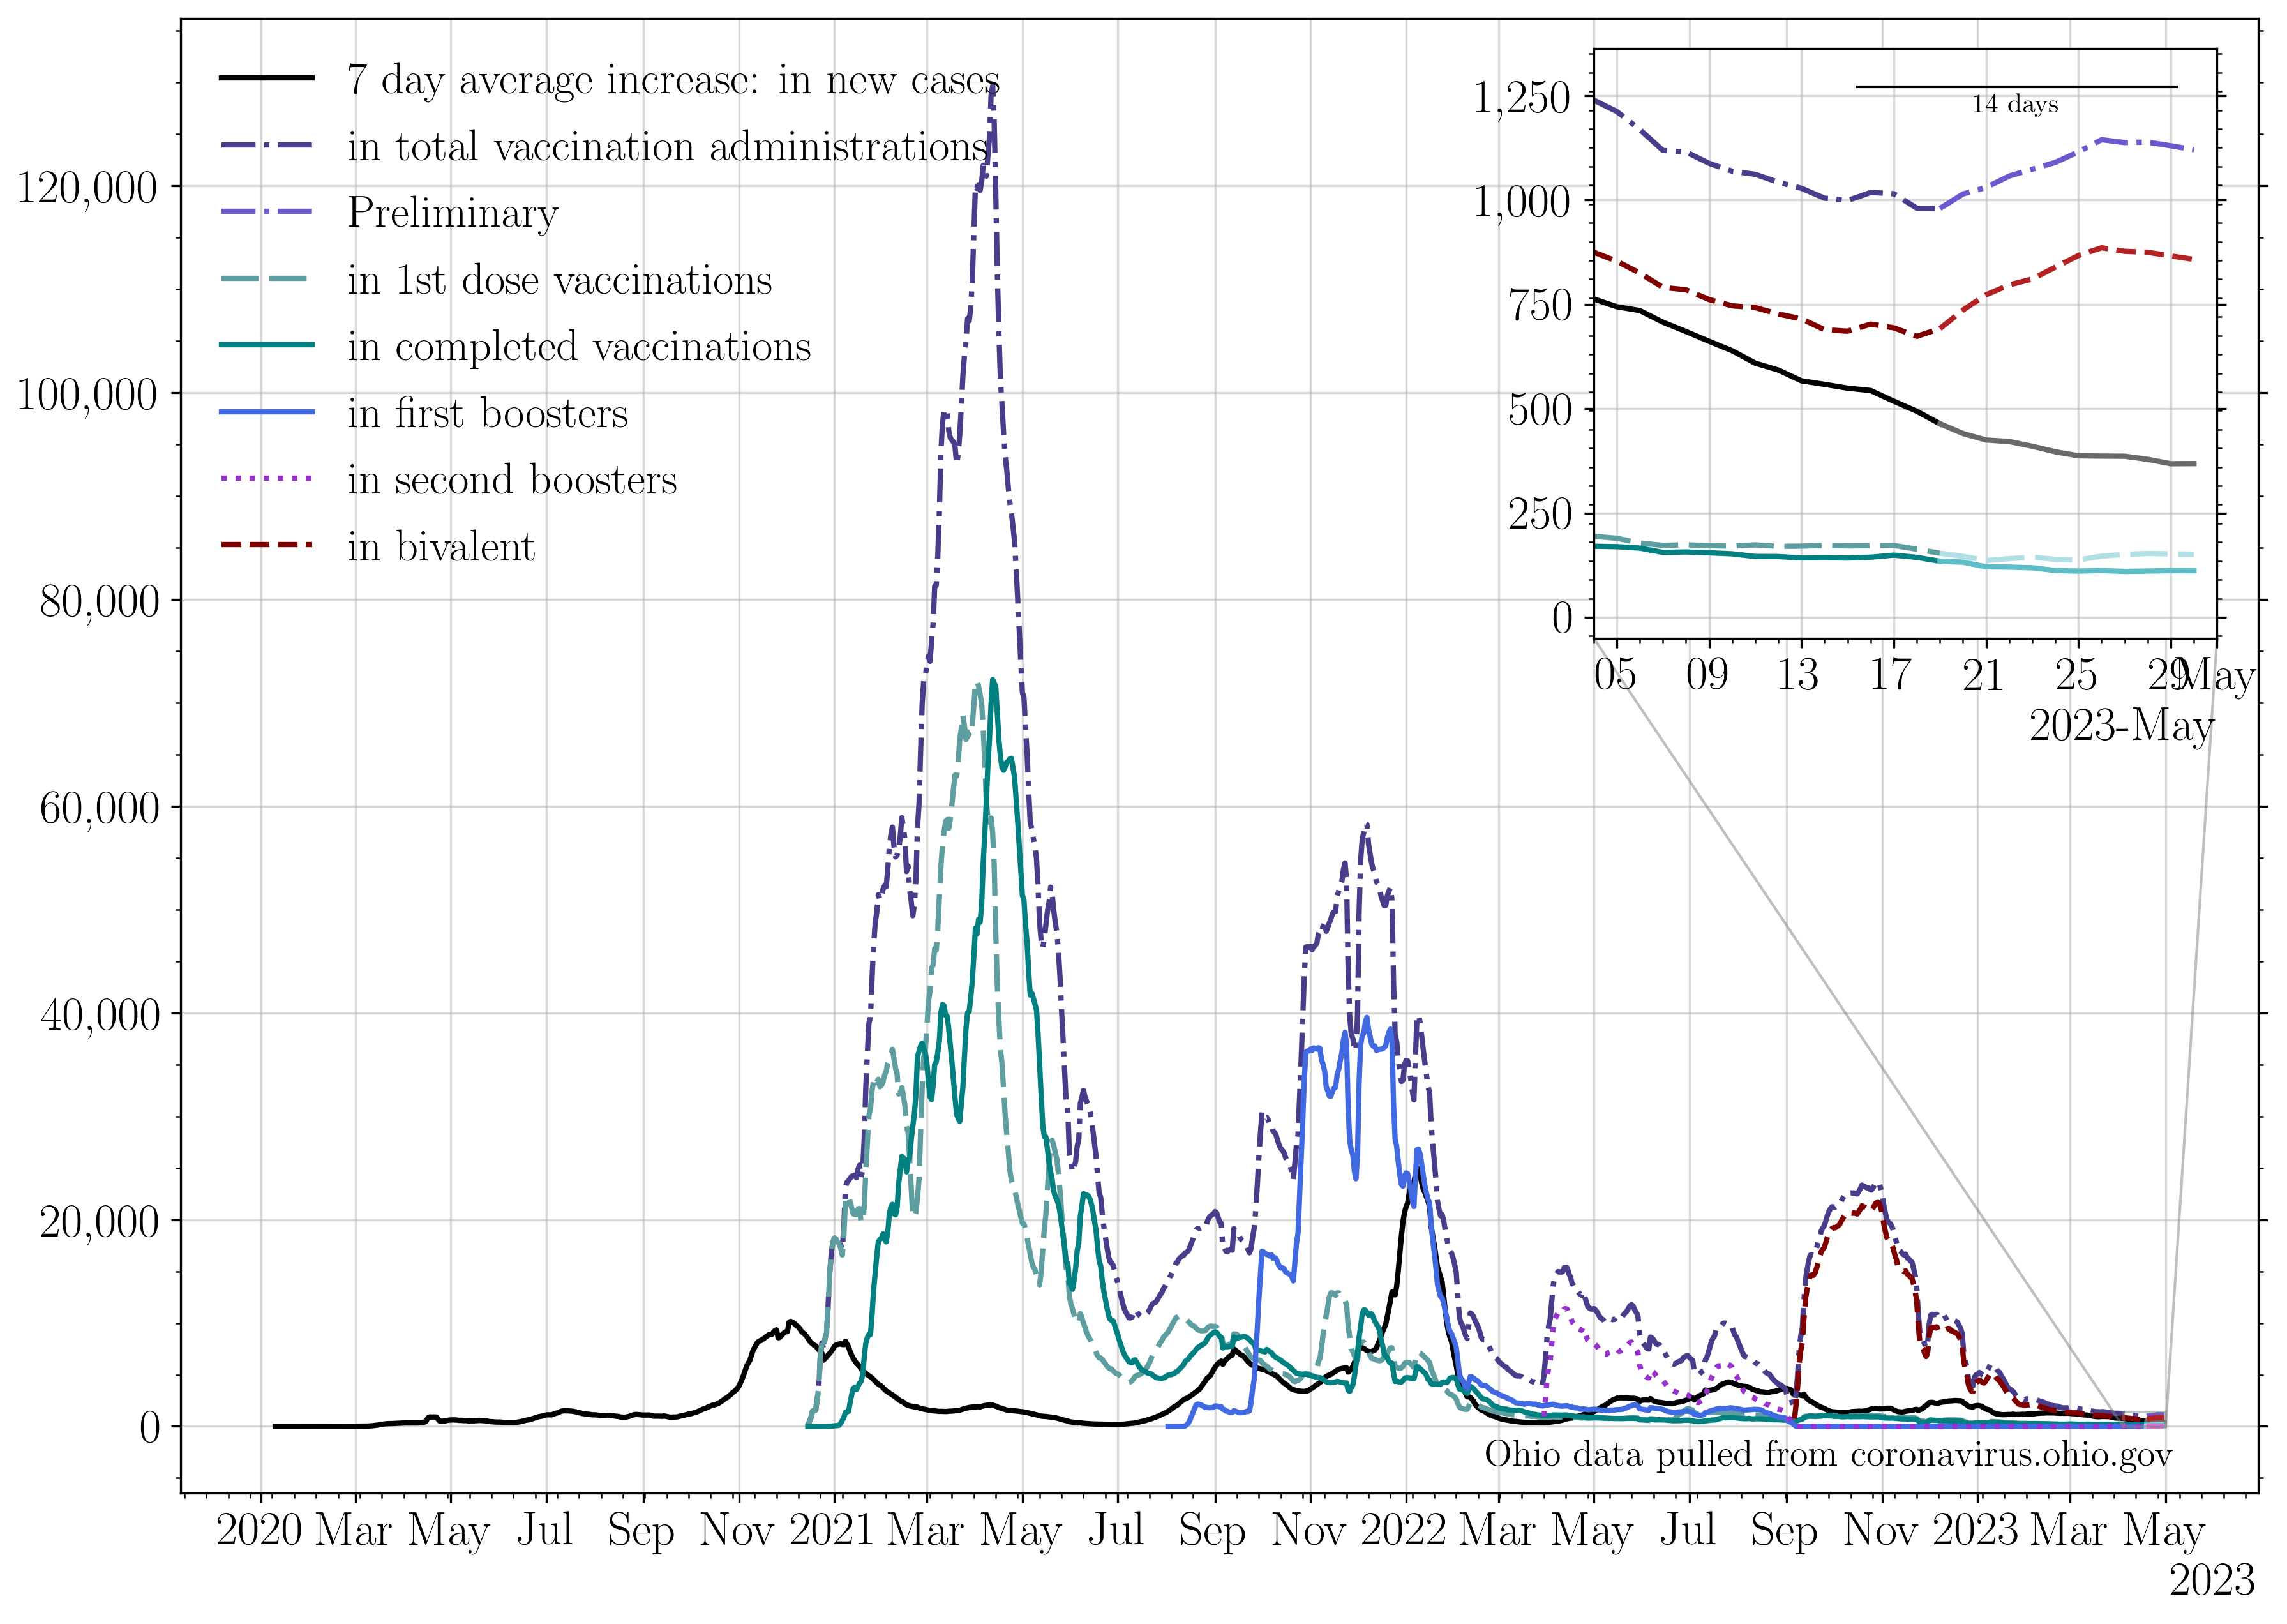 7 day average increase: in new cases
in total vaccination administrations
Preliminary
in 1st dose vaccinations
in completed vaccinations
in first boosters
in second boosters
in bivalent
120,000
100,000
80,000
60,000
40,000
20,000
0
1,250
1,000
750
500
250
0
14 days
05 09 13 17 21 25 29 May
2023-May
Ohio data pulled from coronavirus.ohio.gov
2020 Mar May Jul Sep Nov 2021 Mar May Jul Sep Nov 2022 Mar May Jul Sep Nov 2023 Mar May
2023